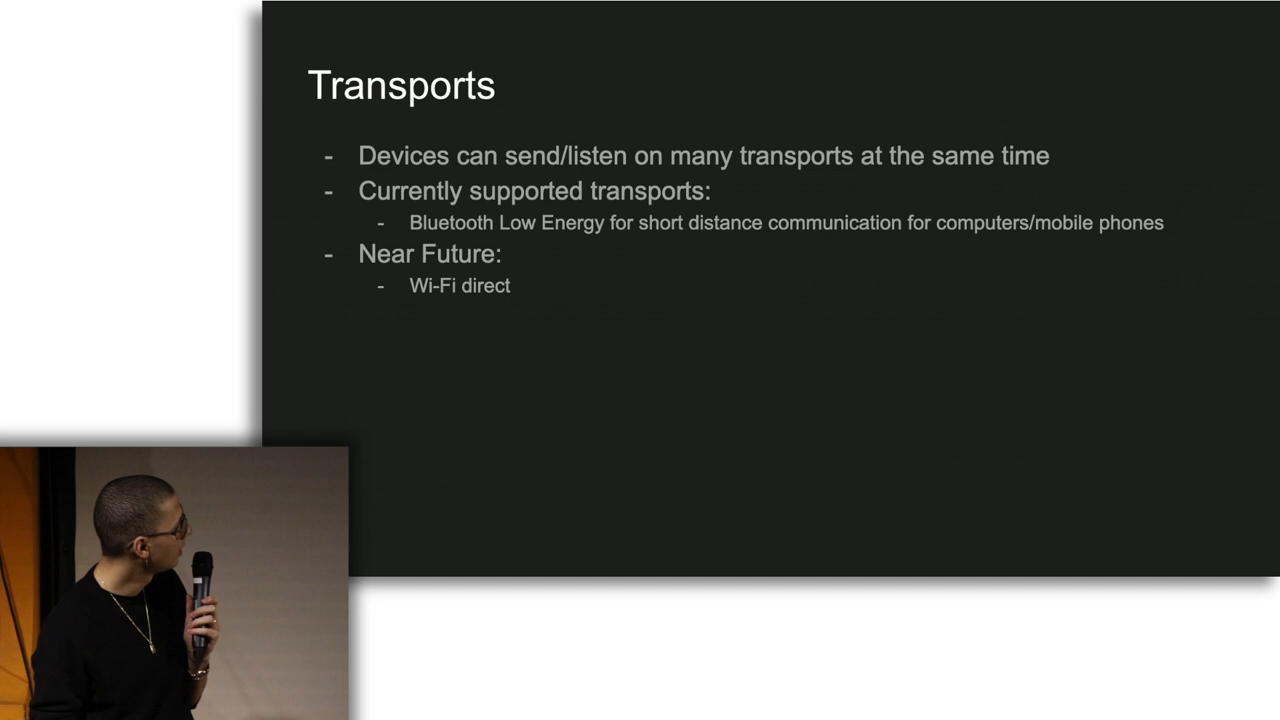 Transports
- Devices can send/listen on many transports at the same time
- Currently supported transports:
- Bluetooth Low Energy for short distance communication for computers/mobile phones
- Near Future:
- Wi-Fi direct